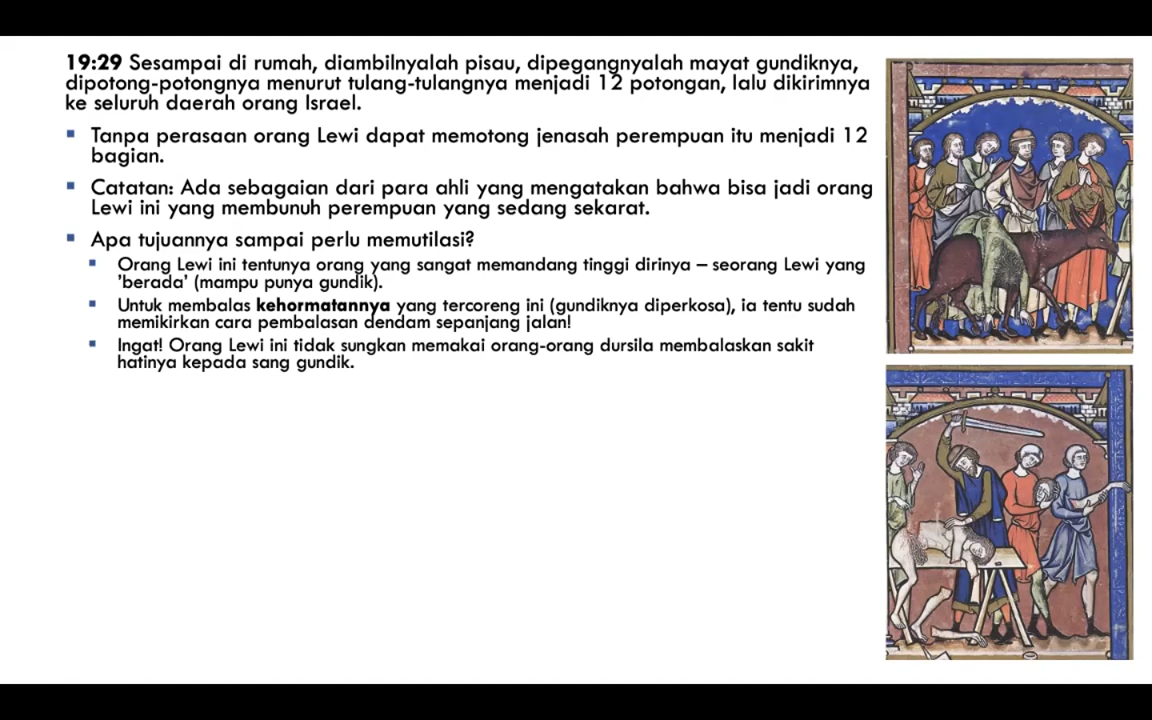 19:29 Sesampai di rumah, diambilnyalah pisau, dipegangnyalah mayat gundiknya,
dipotong-potongnya menurut tulang-tulangnya menjadi 12 potongan, lalu dikirimnya
ke seluruh daerah orang Israel.
▪ Tanpa perasaan orang Lewi dapat memotong jenasah perempuan itu menjadi 12
bagian.
▪ Catatan: Ada sebagaian dari para ahli yang mengatakan bahwa bisa jadi orang
Lewi ini yang membunuh perempuan yang sedang sekarat.
▪ Apa tujuannya sampai perlu memutilasi?
▪ Orang Lewi ini tentunya orang yang sangat memandang tinggi dirinya – seorang Lewi yang
'berada' (mampu punya gundik).
▪ Untuk membalas kehormatannya yang tercoreng ini (gundiknya diperkosa), ia tentu sudah
memikirkan cara pembalasan dendam sepanjang jalan!
▪ Ingat! Orang Lewi ini tidak sungkan memakai orang-orang dursila membalaskan sakit
hatinya kepada sang gundik.